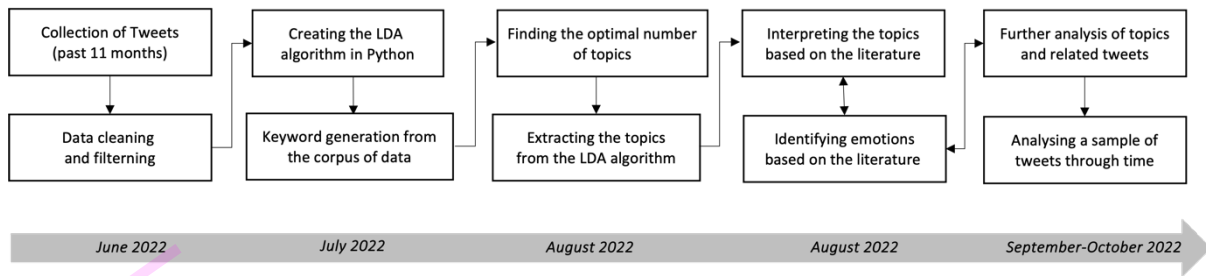 Collection of Tweets
(past 11 months)
Data cleaning
and filterning
Creating the LDA
algorithm in Python
Keyword generation from
the corpus of data
Finding the optimal number
of topics
Extracting the topics
from the LDA algorithm
Interpreting the topics
based on the literature
Identifying emotions
based on the literature
Further analysis of topics
and related tweets
Analysing a sample of
tweets through time
June 2022
July 2022
August 2022
August 2022
September-October 2022